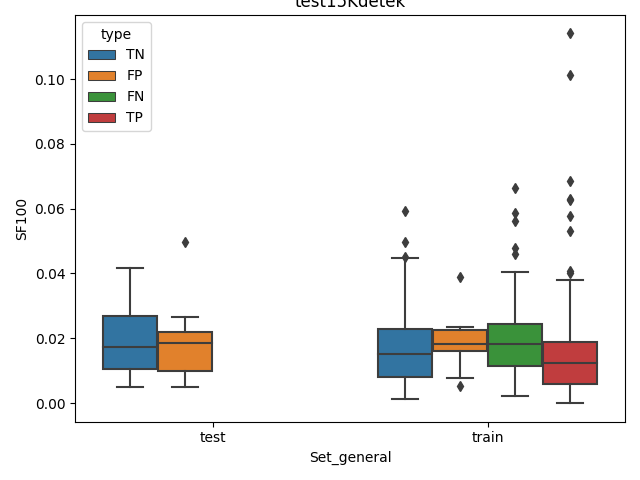 test15Kdetek
type
TN
FP
FN
TP
0.10
0.08
0.06
0.04
0.02
0.00
SF100
test
train
Set_general